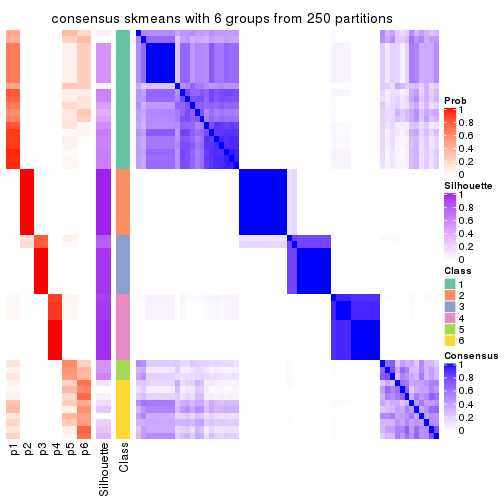 consensus skmeans with 6 groups from 250 partitions
Prob
1
0.8
0.6
0.4
0.2
0
Silhouette
1
0.8
0.6
0.4
0.2
0
Class
1
2
3
4
5
6
Consensus
1
0.8
0.6
0.4
0.2
0
p1
p2
p3
p4
p5
p6
Silhouette
Class